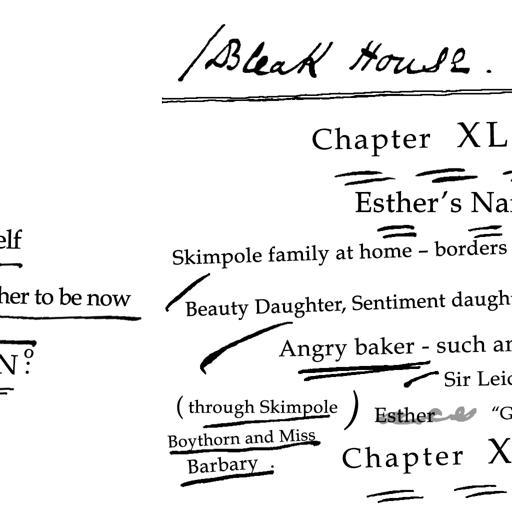 Bleak House.
Chapter XL
Esther's Na
elf
Skimpole family at home – borders
her to be now
Beauty Daughter, Sentiment daugh
Angry baker - such an
N?
Sir Leic
(through Skimpole)
Esther "G
Boythorn and Miss
Barbary.
Chapter X